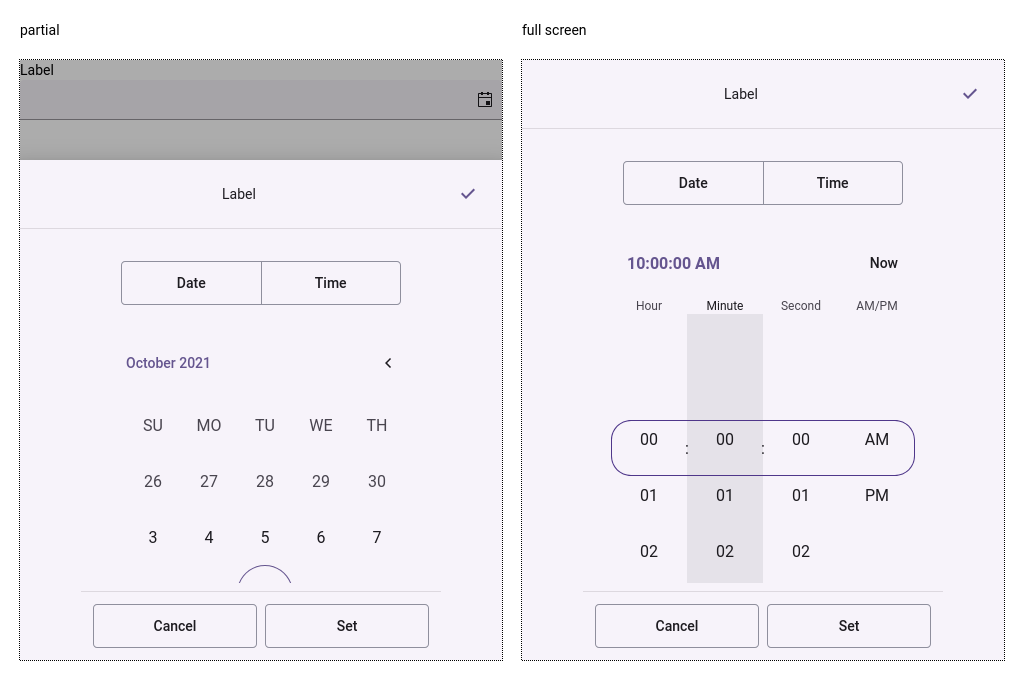 partial
Label
Label
Date Time
October 2021
SU MO TU WE TH
26 27 28 29 30
3 4 5 6 7
Cancel Set
full screen
Label
Date Time
10:00:00 AM Now
Hour Minute Second AM/PM
00 : 00 : 00 AM
01 01 01 PM
02 02 02
Cancel Set